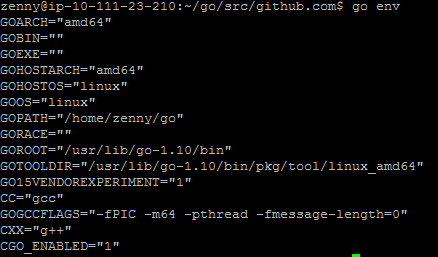 zenny@ip-10-111-23-210:~/go/src/github.com$ go env
GOARCH="amd64"
GOBIN=""
GOEXE=""
GOHOSTARCH="amd64"
GOHOSTOS="linux"
GOOS="linux"
GOPATH="/home/zenny/go"
GORACE=""
GOROOT="/usr/lib/go-1.10/bin"
GOTOOLDIR="/usr/lib/go-1.10/bin/pkg/tool/linux_amd64"
GO15VENDOREXPERIMENT="1"
CC="gcc"
GOGCCFLAGS="-fPIC -m64 -pthread -fmessage-length=0"
CXX="g++"
CGO_ENABLED="1"